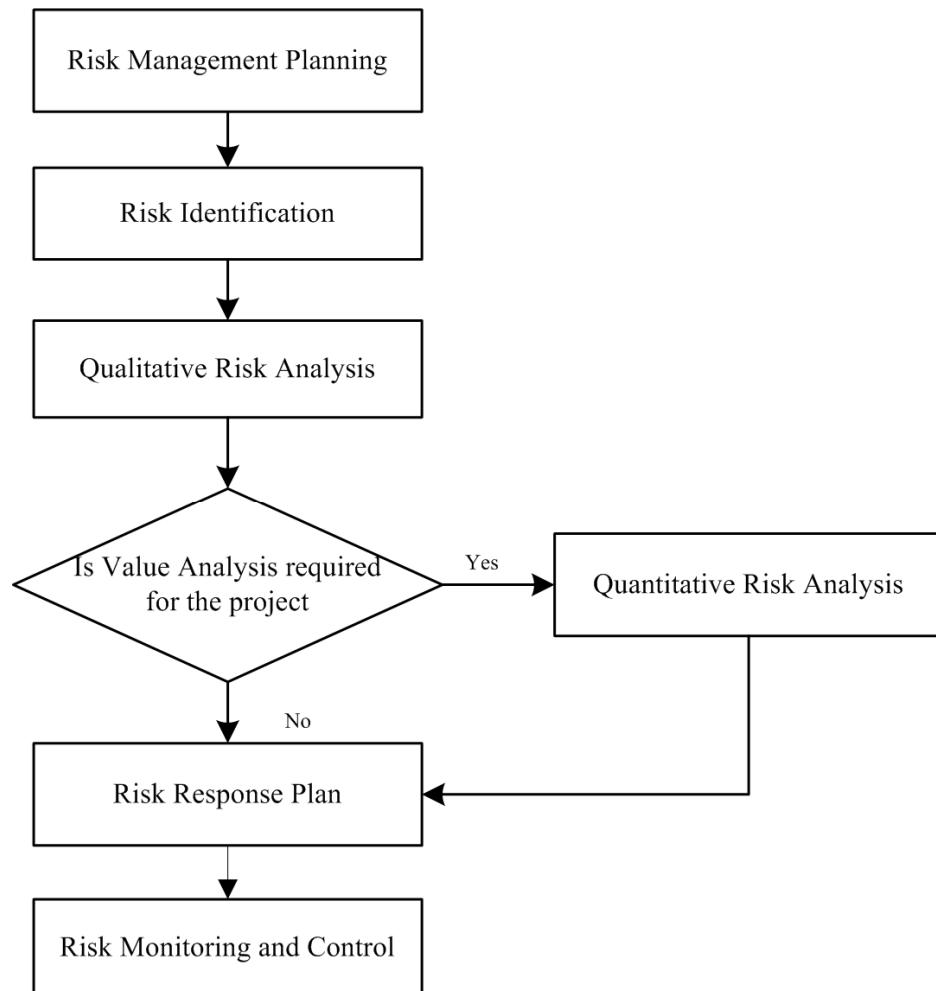 Risk Management Planning
Risk Identification
Qualitative Risk Analysis
Is Value Analysis required
for the project
Yes
Quantitative Risk Analysis
No
Risk Response Plan
Risk Monitoring and Control